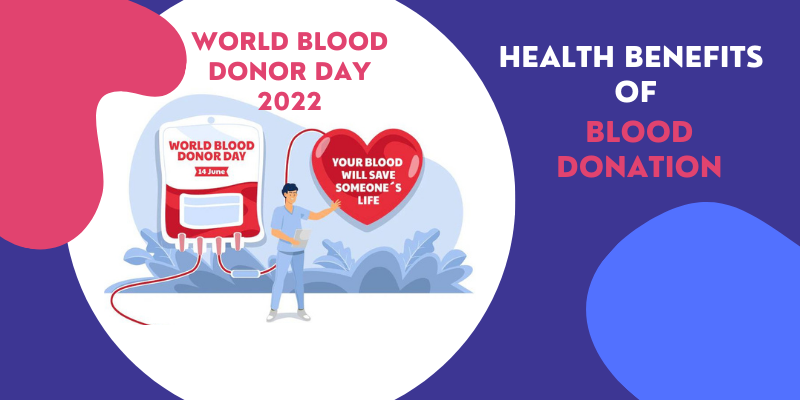 WORLD BLOOD
DONOR DAY
2022
WORLD BLOOD
DONOR DAY
14 June
YOUR BLOOD
WILL SAVE
SOMEONE´S
LIFE
HEALTH BENEFITS
OF
BLOOD
DONATION